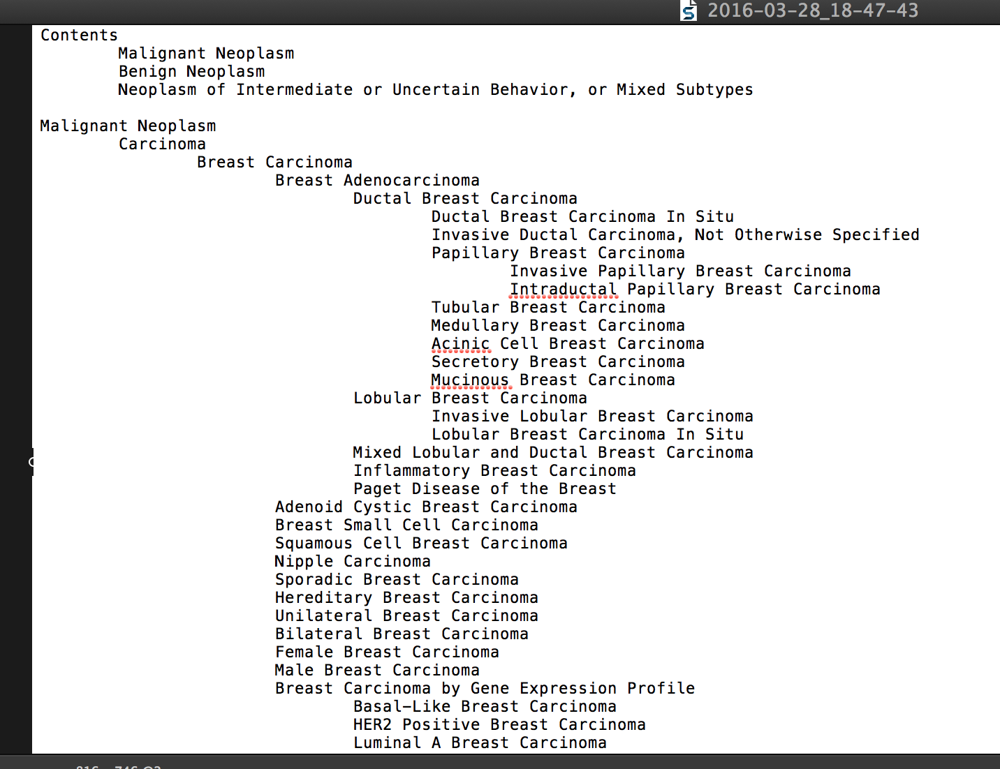 2016-03-28_18-47-43
Contents
Malignant Neoplasm
Benign Neoplasm
Neoplasm of Intermediate or Uncertain Behavior, or Mixed Subtypes
Malignant Neoplasm
Carcinoma
Breast Carcinoma
Breast Adenocarcinoma
Ductal Breast Carcinoma
Ductal Breast Carcinoma In Situ
Invasive Ductal Carcinoma, Not Otherwise Specified
Papillary Breast Carcinoma
Invasive Papillary Breast Carcinoma
Intraductal Papillary Breast Carcinoma
Tubular Breast Carcinoma
Medullary Breast Carcinoma
Acinic Cell Breast Carcinoma
Secretory Breast Carcinoma
Mucinous Breast Carcinoma
Lobular Breast Carcinoma
Invasive Lobular Breast Carcinoma
Lobular Breast Carcinoma In Situ
Mixed Lobular and Ductal Breast Carcinoma
Inflammatory Breast Carcinoma
Paget Disease of the Breast
Adenoid Cystic Breast Carcinoma
Breast Small Cell Carcinoma
Squamous Cell Breast Carcinoma
Nipple Carcinoma
Sporadic Breast Carcinoma
Hereditary Breast Carcinoma
Unilateral Breast Carcinoma
Bilateral Breast Carcinoma
Female Breast Carcinoma
Male Breast Carcinoma
Breast Carcinoma by Gene Expression Profile
Basal-Like Breast Carcinoma
HER2 Positive Breast Carcinoma
Luminal A Breast Carcinoma